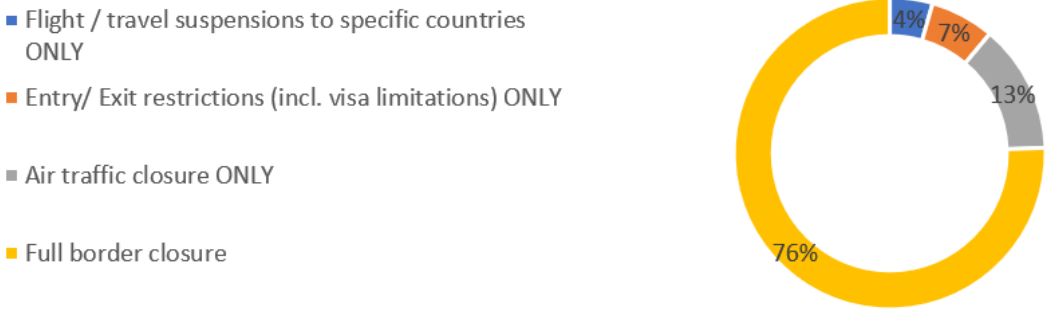 Flight / travel suspensions to specific countries
ONLY
Entry/ Exit restrictions (incl. visa limitations) ONLY
Air traffic closure ONLY
Full border closure
4%
7%
13%
76%